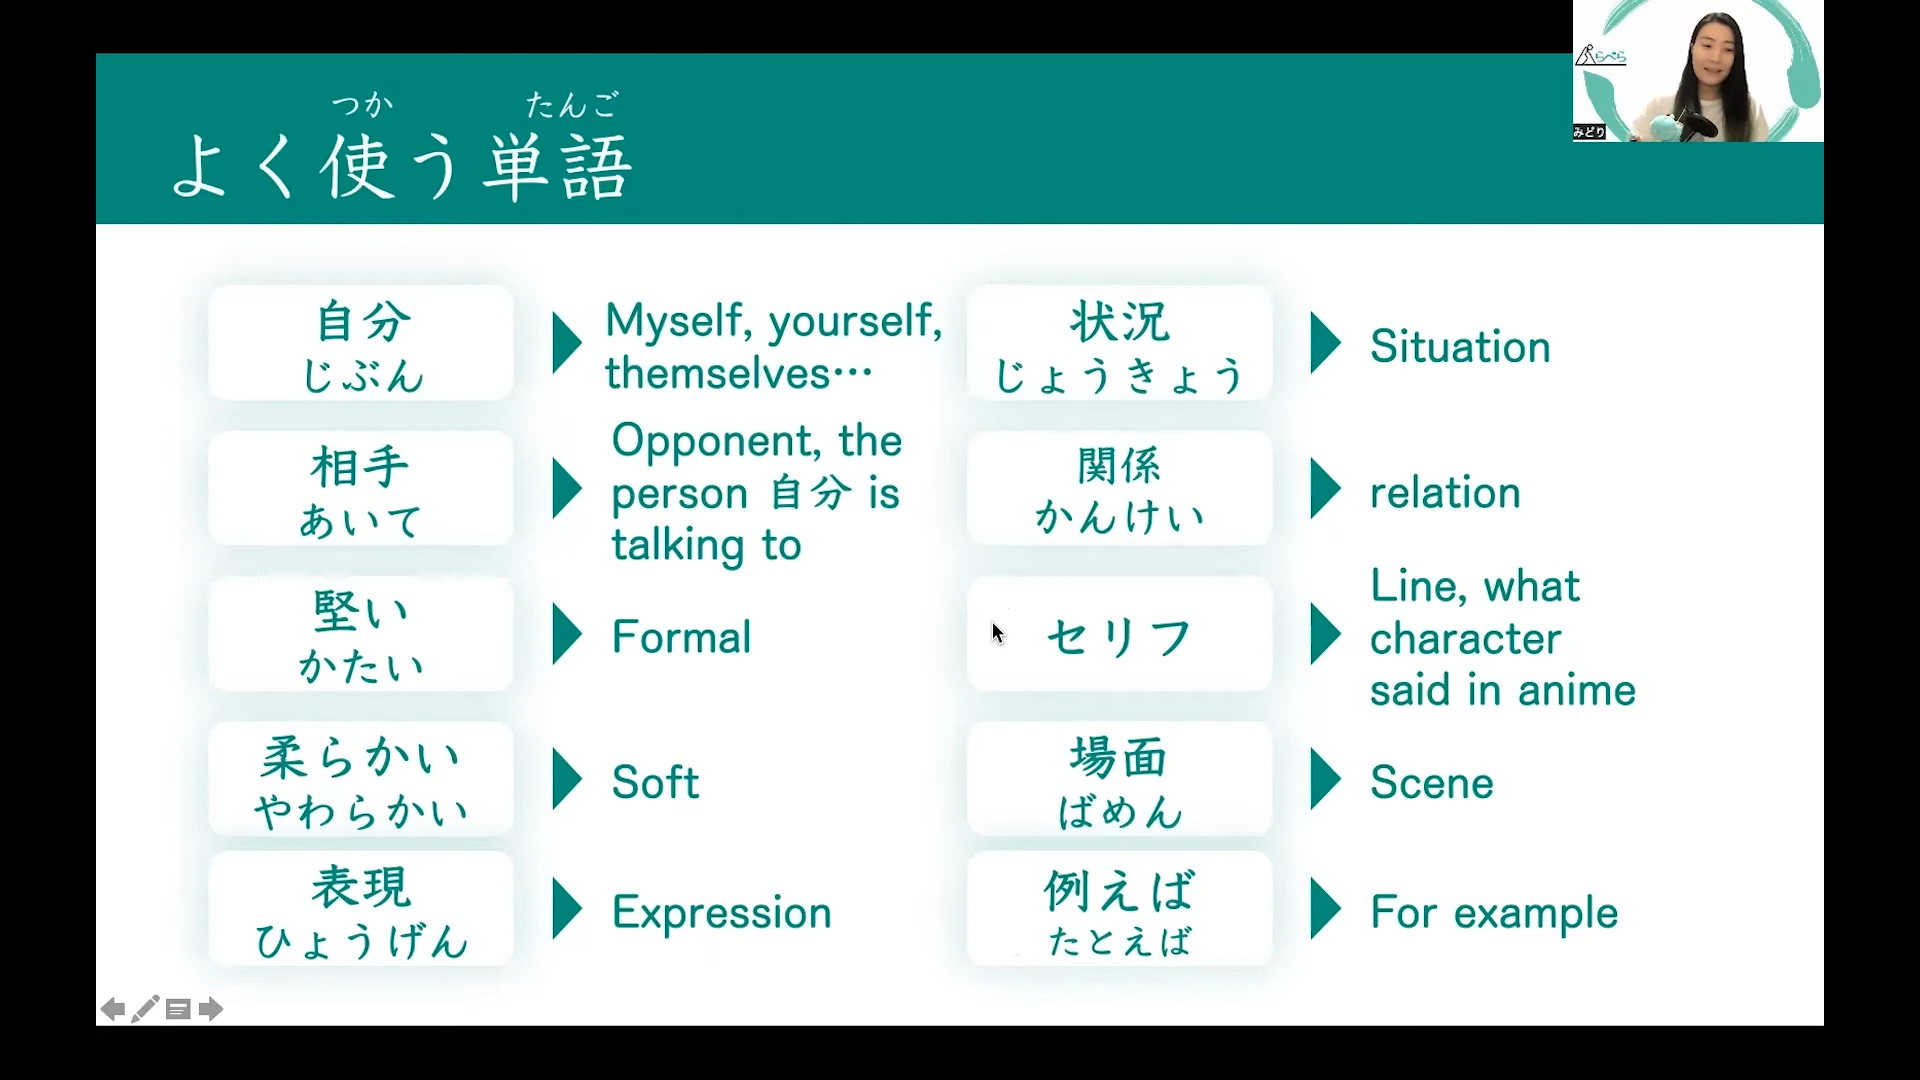 つか たんご
よく使う単語
自分
じぶん
Myself, yourself,
themselves…
相手
あいて
Opponent, the
person 自分 is
talking to
堅い
かたい
Formal
柔らかい
やわらかい
Soft
表現
ひょうげん
Expression
状況
じょうきょう
Situation
関係
かんけい
relation
セリフ
Line, what
character
said in anime
場面
ばめん
Scene
例えば
たとえば
For example
らぺら
みどり